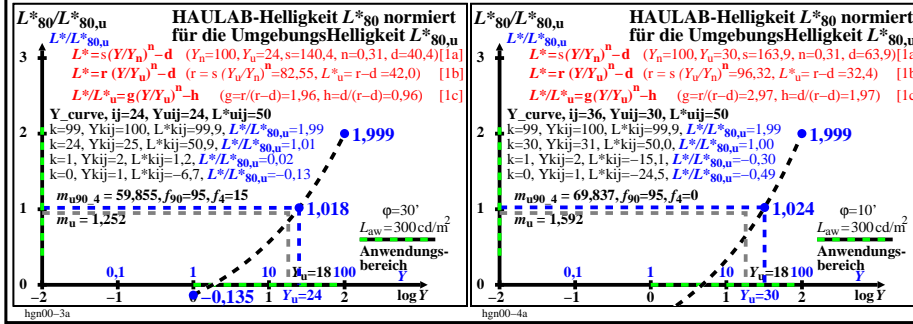 L*80/L*80,u
L*/L*80,u
HAULAB-Helligkeit L*80 normiert
für die UmgebungsHelligkeit L*80,u
L*=s(Y/Yn)n−d (Yn=100,Yu=24,s=140,4, n=0,31, d=40,4)[1a]
L*=r (Y/Yu)n−d (r = s (Yu/Yn)n=82,55, L*u= r−d =42,0) [1b]
L*/L*u=g(Y/Yu)n−h (g=r/(r−d)=1,96, h=d/(r−d)=0,96) [1c]
Y_curve, ij=24, Yuij=24, L*uij=50
k=99, Ykij=100, L*kij=99,9, L*/L*80,u=1,99
k=24, Ykij=25, L*kij=50,9, L*/L*80,u=1,01
k=1, Ykij=2, L*kij=1,2, L*/L*80,u=0,02
k=0, Ykij=1, L*kij=-6,7, L*/L*80,u=−0,13
1,999
mu90_4 = 59,855, f90=95, f4=15
1,018
mu = 1,252
φ=30'
Law=300 cd/m2
Anwendungs-
bereich
3
2
1
0
0,1 1 10 Yu=18 100 Y
−2 −1 0 −0,135 1 Yu=24 2 log Y
hgn00-3a
L*80/L*80,u
L*/L*80,u
HAULAB-Helligkeit L*80 normiert
für die UmgebungsHelligkeit L*80,u
L*=s(Y/Yn)n−d (Yn=100,Yu=30, s=163,9, n=0,31, d=63,9)[1a
L*=r (Y/Yu)n−d (r = s (Yu/Yn)n=96,32, L*u= r−d =32,4) [1b
L*/L*u=g(Y/Yu)n−h (g=r/(r−d)=2,97, h=d/(r−d)=1,97) [1c]
Y_curve, ij=36, Yuij=30, L*uij=50
k=99, Ykij=100, L*kij=99,9, L*/L*80,u=1,99
k=30, Ykij=31, L*kij=50,0, L*/L*80,u=1,00
k=1, Ykij=2, L*kij=-15,1, L*/L*80,u=−0,30
k=0, Ykij=1, L*kij=-24,5, L*/L*80,u=−0,49
1,999
mu90_4 = 69,837, f90=95, f4=0
1,024
mu = 1,592
φ=10'
Law=300 cd/m2
Anwendungs-
bereich
3
2
1
0
0,1 1 10 Yu=18 100 Y
−2 −1 0 1 Yu=30 2 log Y
hgn00-4a